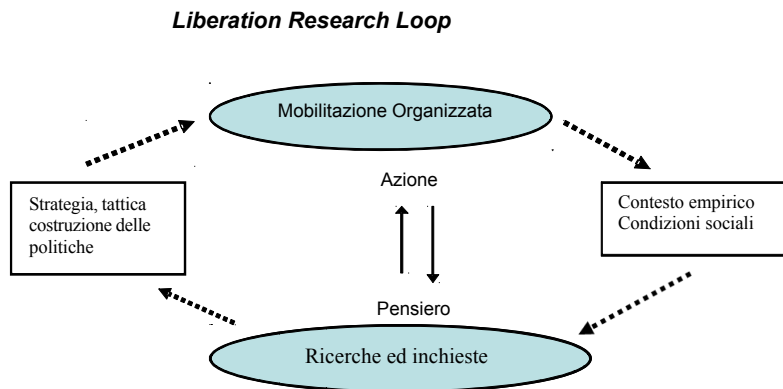 Liberation Research Loop
Mobilitazione Organizzata
Azione
Strategia, tattica
costruzione delle
politiche
Contesto empirico
Condizioni sociali
Pensiero
Ricerche ed inchieste